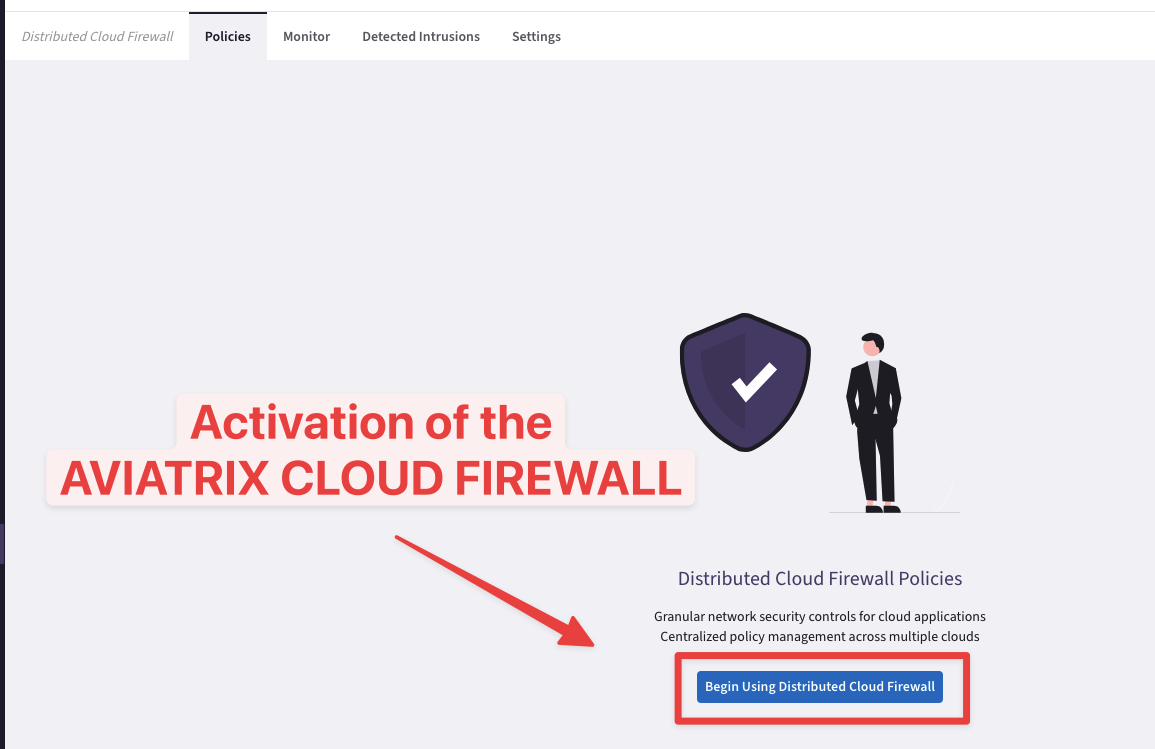 Distributed Cloud Firewall
Policies
Monitor
Detected Intrusions
Settings
Activation of the
AVIATRIX CLOUD FIREWALL
Distributed Cloud Firewall Policies
Granular network security controls for cloud applications
Centralized policy management across multiple clouds
Begin Using Distributed Cloud Firewall